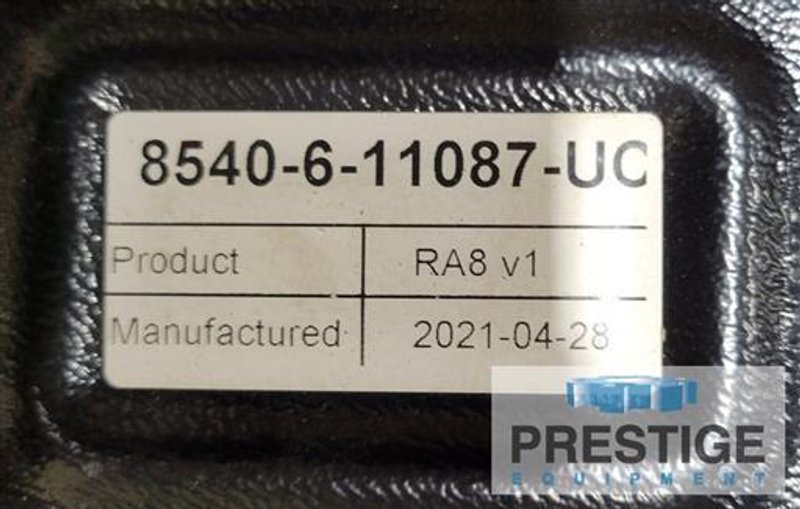 8540-6-11087-UC
Product RA8 v1
Manufactured 2021-04-28
PRESTIGE
EQUIPMENT